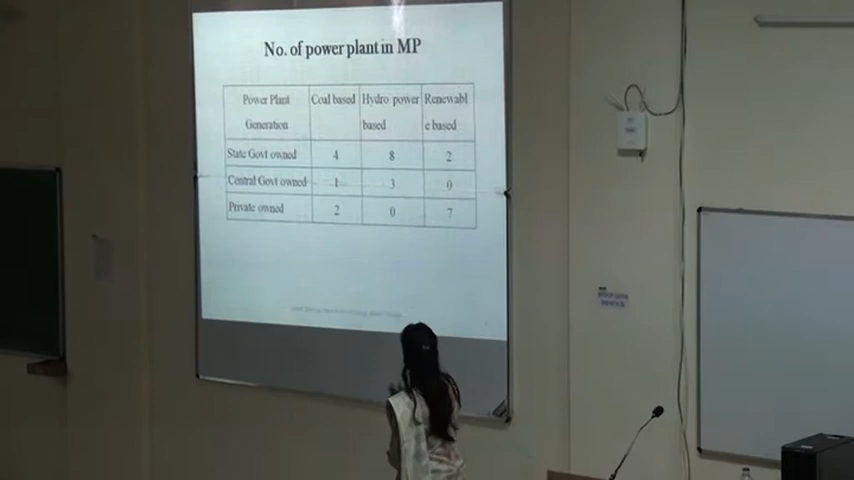 No. of power plant in MP
Power Plant Generation Coal based Hydro power based Renewabl e based
State Govt owned 4 8 2
Central Govt owned 1 3 0
Private owned 2 0 7